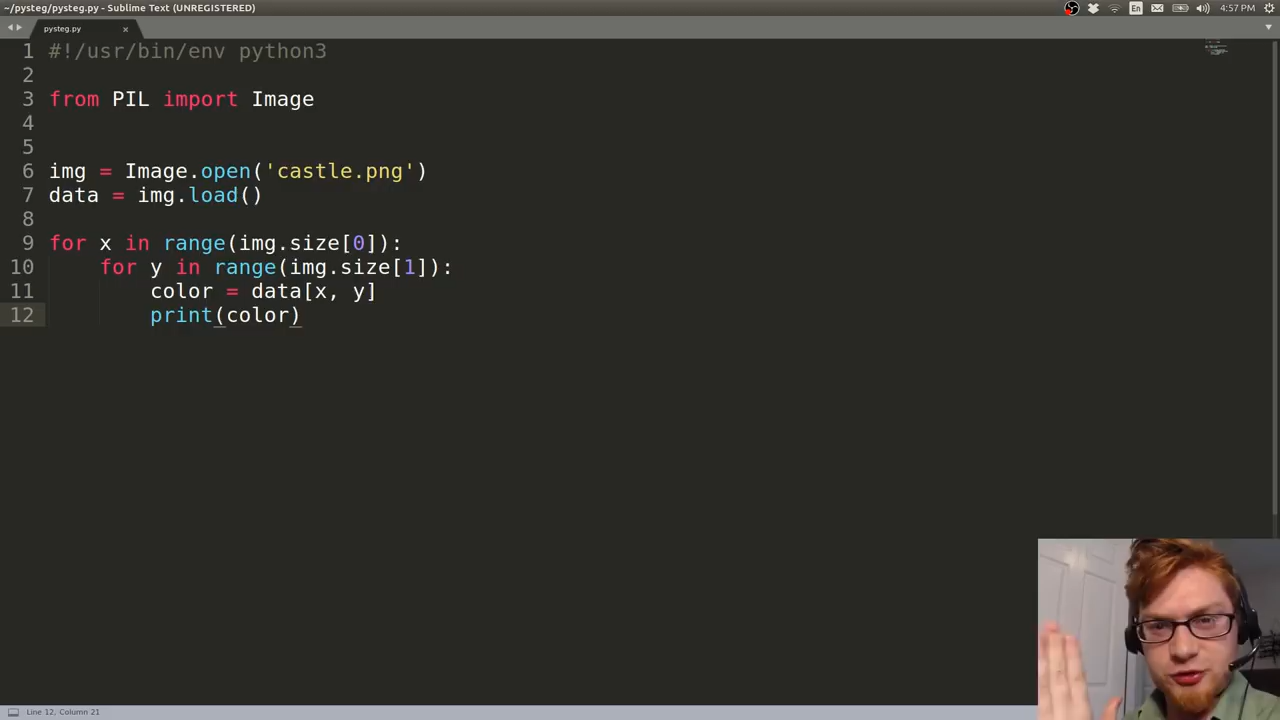 ~/pysteg/pysteg.py - Sublime Text (UNREGISTERED)
En
4:57 PM
pysteg.py
1 #!/usr/bin/env python3
2
3 from PIL import Image
4
5
6 img = Image.open('castle.png')
7 data = img.load()
8
9 for x in range(img.size[0]):
10     for y in range(img.size[1]):
11         color = data[x, y]
12         print(color)
Line 12, Column 21